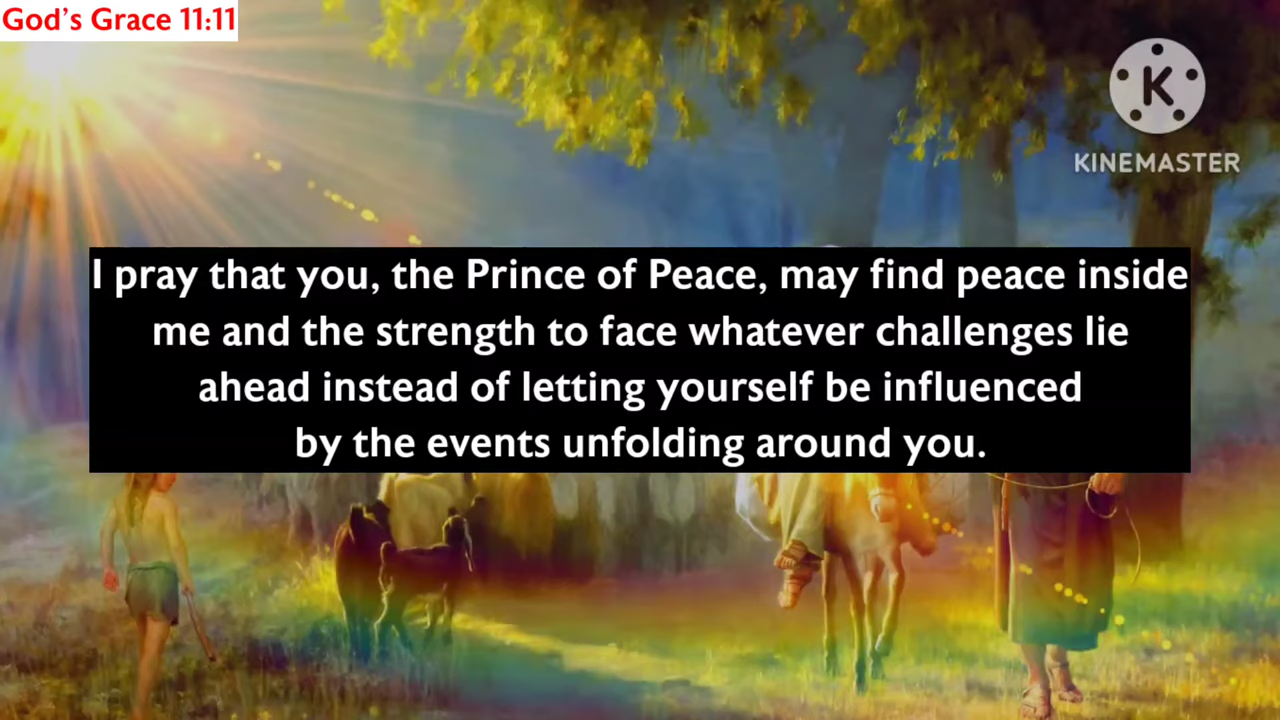 God's Grace 11:11
K
KINEMASTER
I pray that you, the Prince of Peace, may find peace inside
me and the strength to face whatever challenges lie
ahead instead of letting yourself be influenced
by the events unfolding around you.